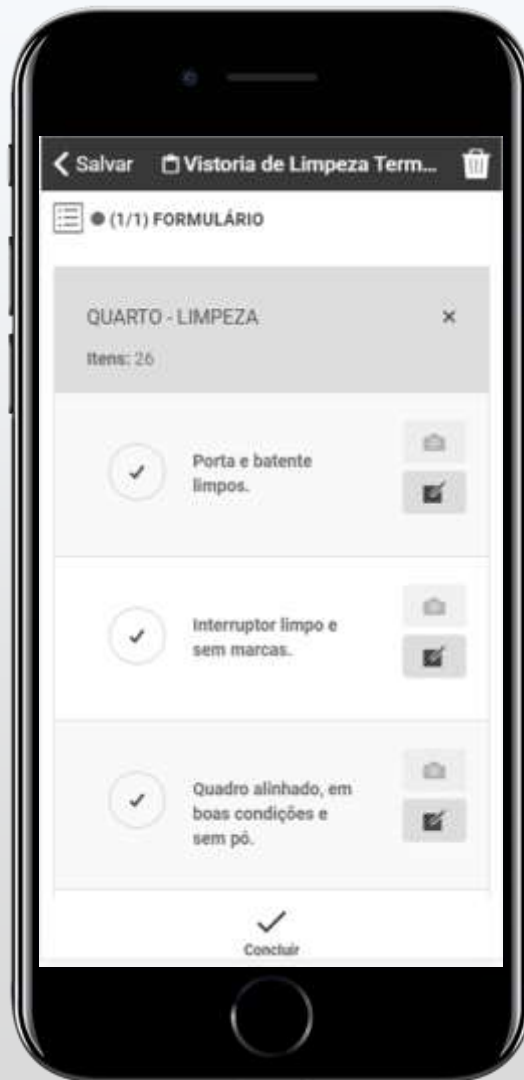 Salvar Vistoria de Limpeza Term...
(1/1) FORMULÁRIO
QUARTO - LIMPEZA
Itens: 26
Porta e batente
limpos.
Interruptor limpo e
sem marcas.
Quadro alinhado, em
boas condições e
sem pó.
Concluir